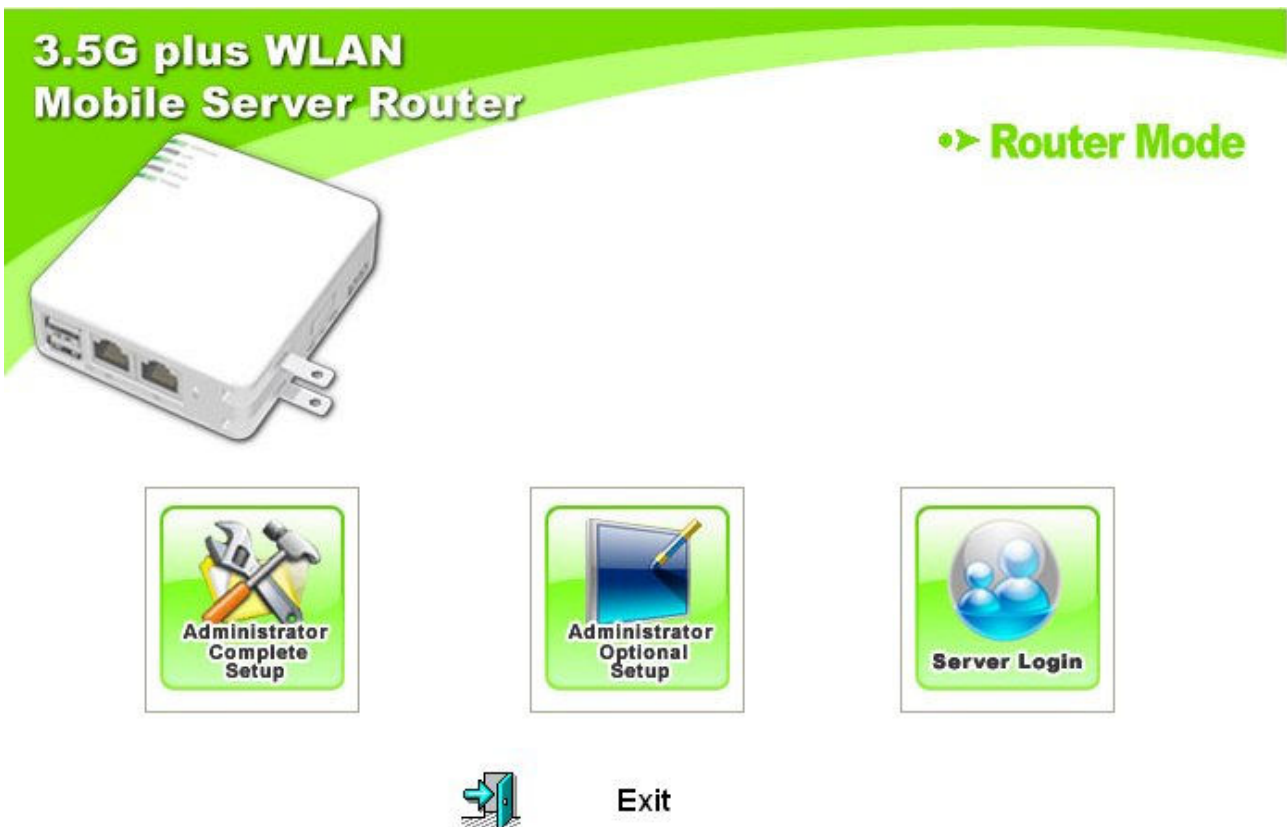 3.5G plus WLAN
Mobile Server Router
Router Mode
Administrator
Complete
Setup
Administrator
Optional
Setup
Server Login
Exit